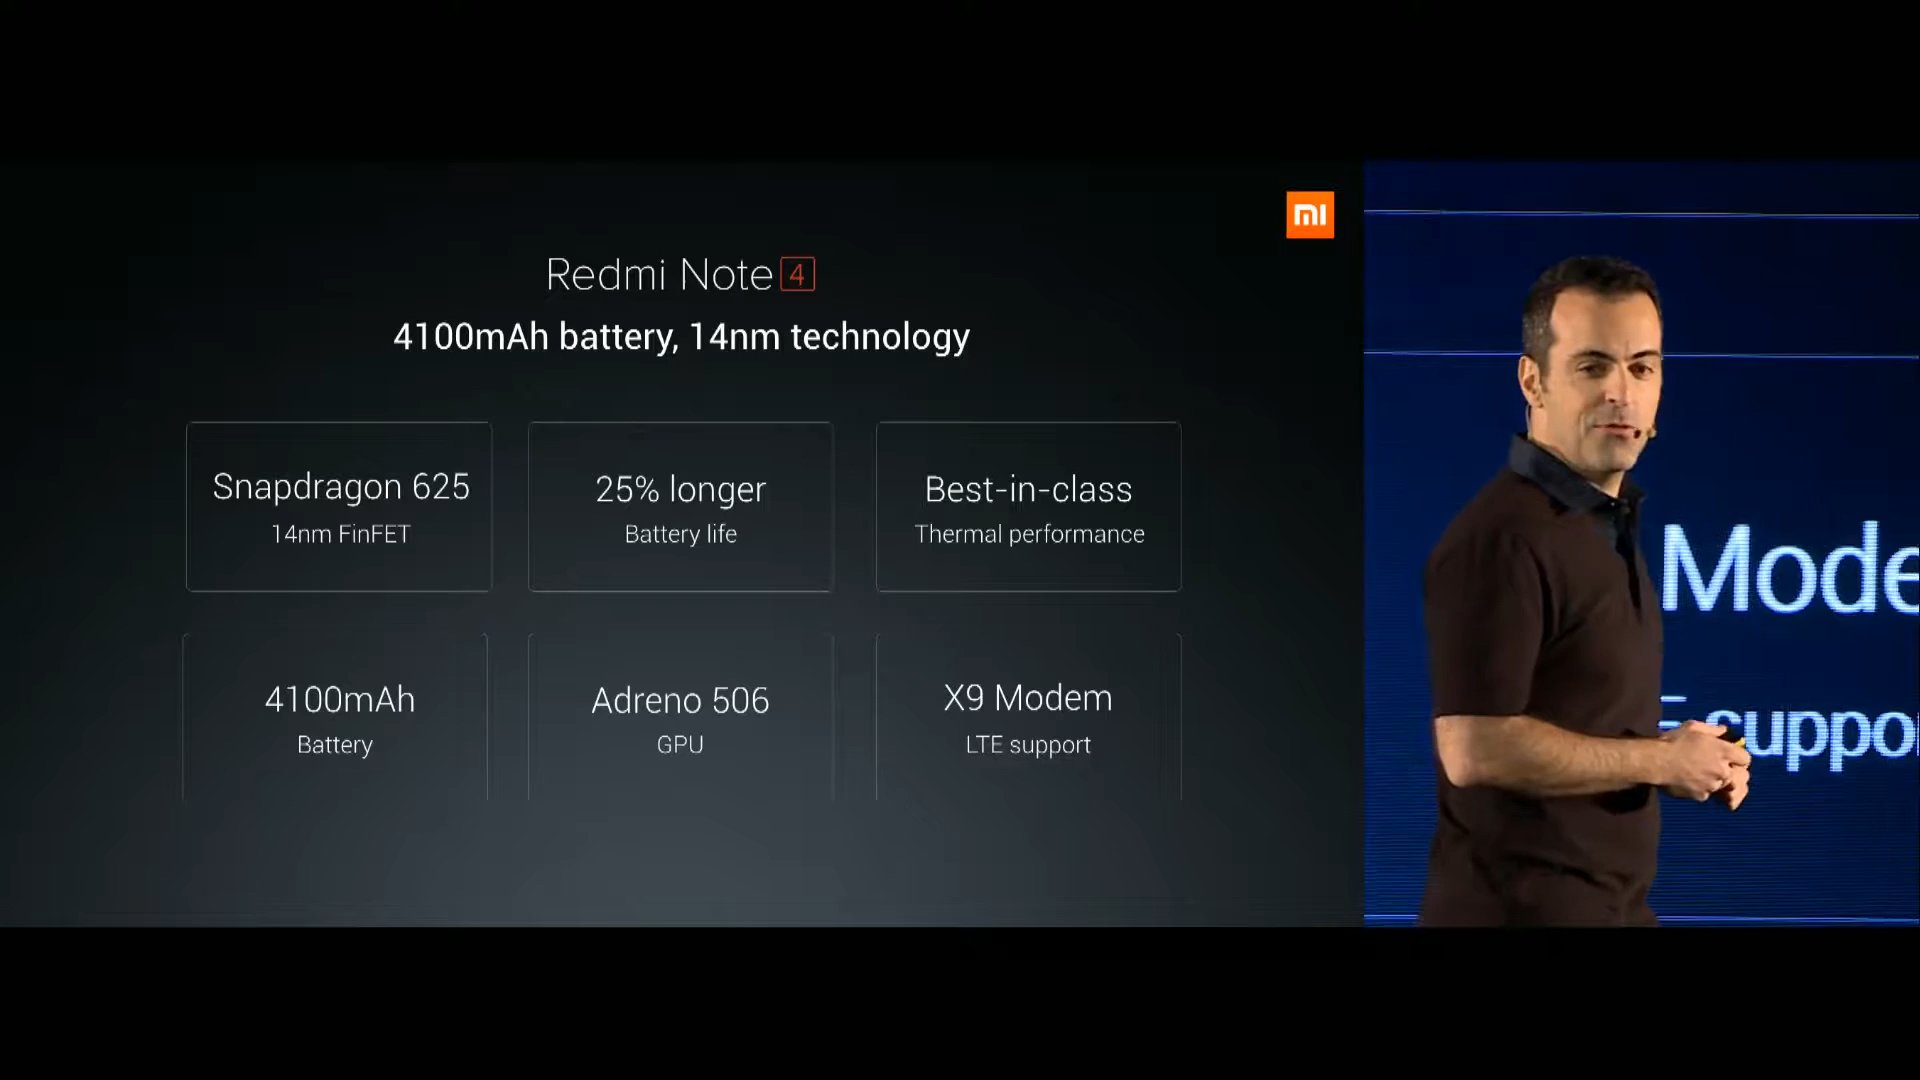 mi
Redmi Note 4
4100mAh battery, 14nm technology
Snapdragon 625
14nm FinFET
25% longer
Battery life
Best-in-class
Thermal performance
4100mAh
Battery
Adreno 506
GPU
X9 Modem
LTE support
Mode
E suppo